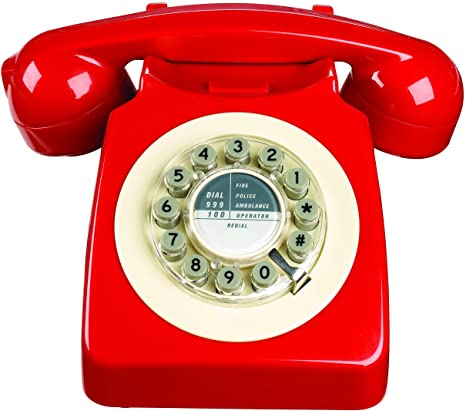 3
2
1
*
#
0
9
8
7
6
5
4
DIAL
999
100
FIRE
POLICE
AMBULANCE
OPERATOR
REDIAL